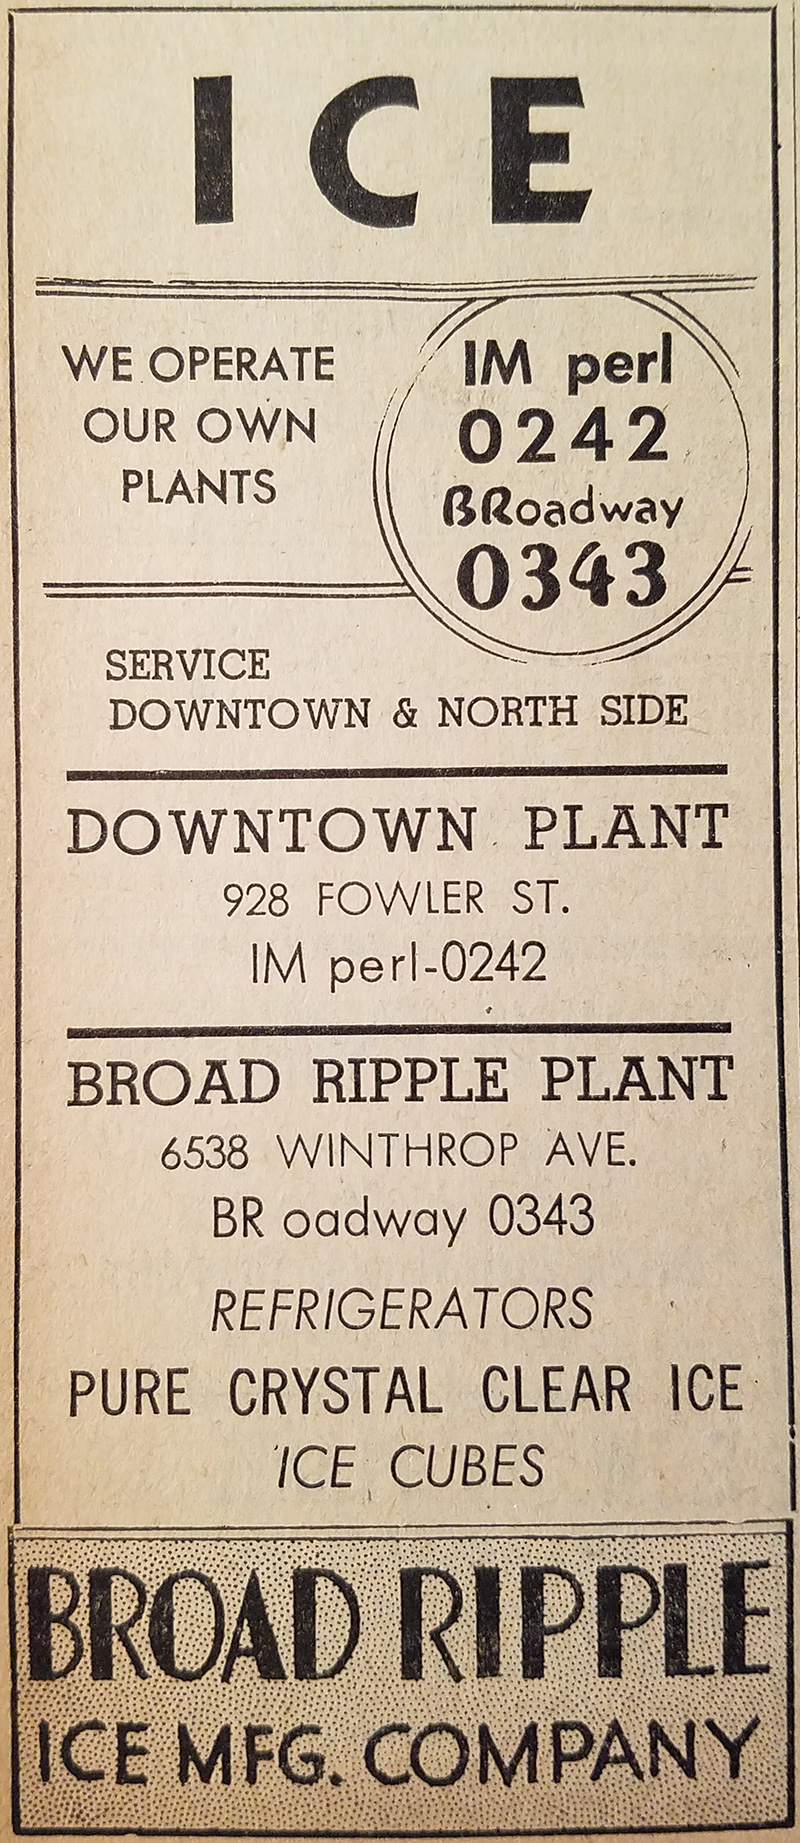 ICE
WE OPERATE
OUR OWN
PLANTS
IM perl
0242
BRoadway
0343
SERVICE
DOWNTOWN & NORTH SIDE
DOWNTOWN PLANT
928 FOWLER ST.
IM perl-0242
BROAD RIPPLE PLANT
6538 WINTHROP AVE.
BR oadway 0343
REFRIGERATORS
PURE CRYSTAL CLEAR ICE
ICE CUBES
BROAD RIPPLE
ICE MFG. COMPANY